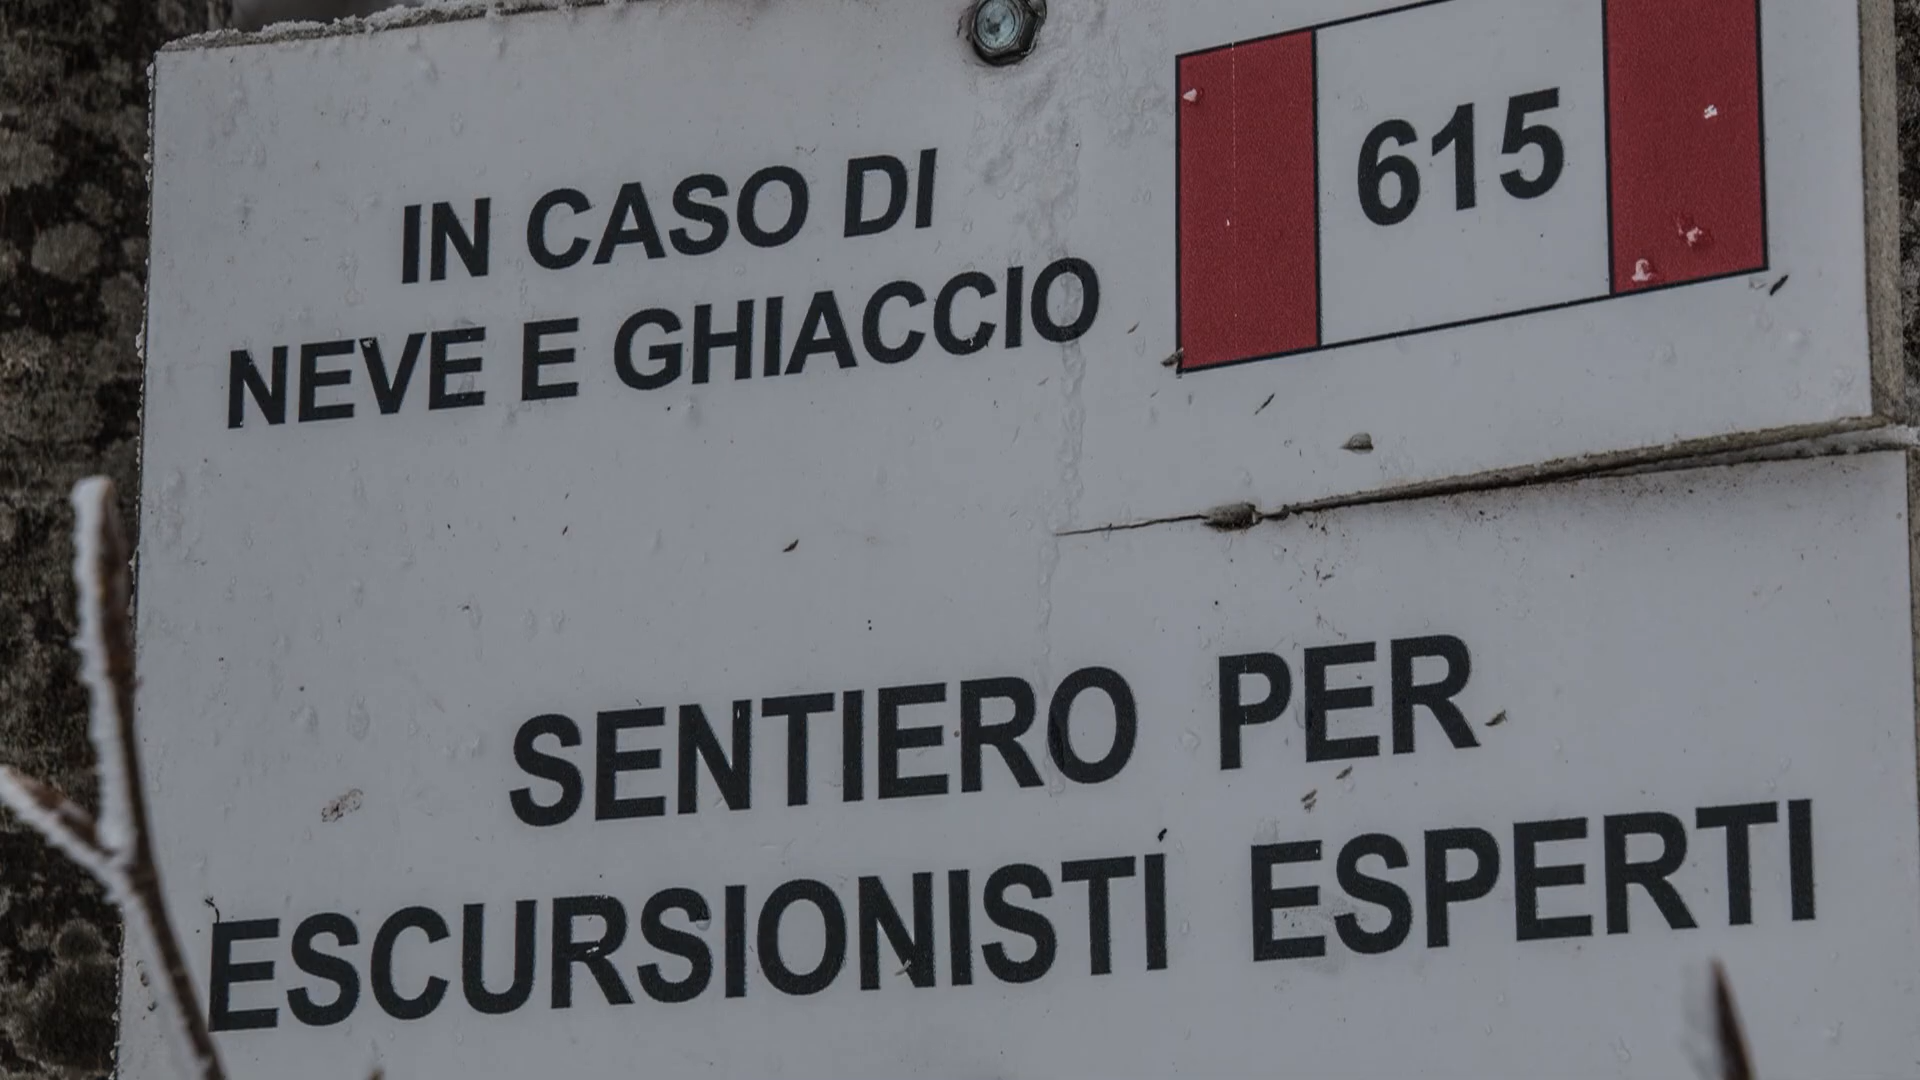 IN CASO DI
NEVE E GHIACCIO
615
SENTIERO PER
ESCURSIONISTI ESPERTI